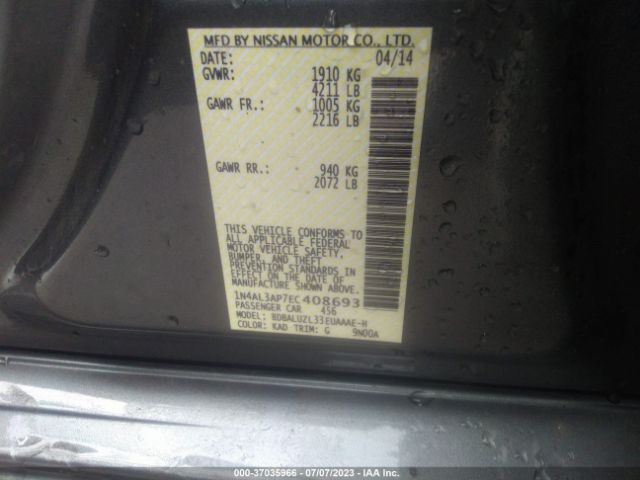 MFD BY NISSAN MOTOR CO., LTD.
DATE: 04/14
GVWR: 1910 KG
4211 LB
GAWR FR.: 1005 KG
2216 LB
GAWR RR.: 940 KG
2072 LB
THIS VEHICLE CONFORMS TO
ALL APPLICABLE FEDERAL
MOTOR VEHICLE SAFETY,
BUMPER, AND THEFT
PREVENTION STANDARDS IN
EFFECT ON THE DATE OF
MANUFACTURE SHOWN ABOVE.
1N4AL3AP7EC408693
PASSENGER CAR 456
MODEL: BDBALUZL33EUAAAE-H
COLOR: KAD TRIM: G 9N00A
000-37035966 - 07/07/2023 - IAA Inc.